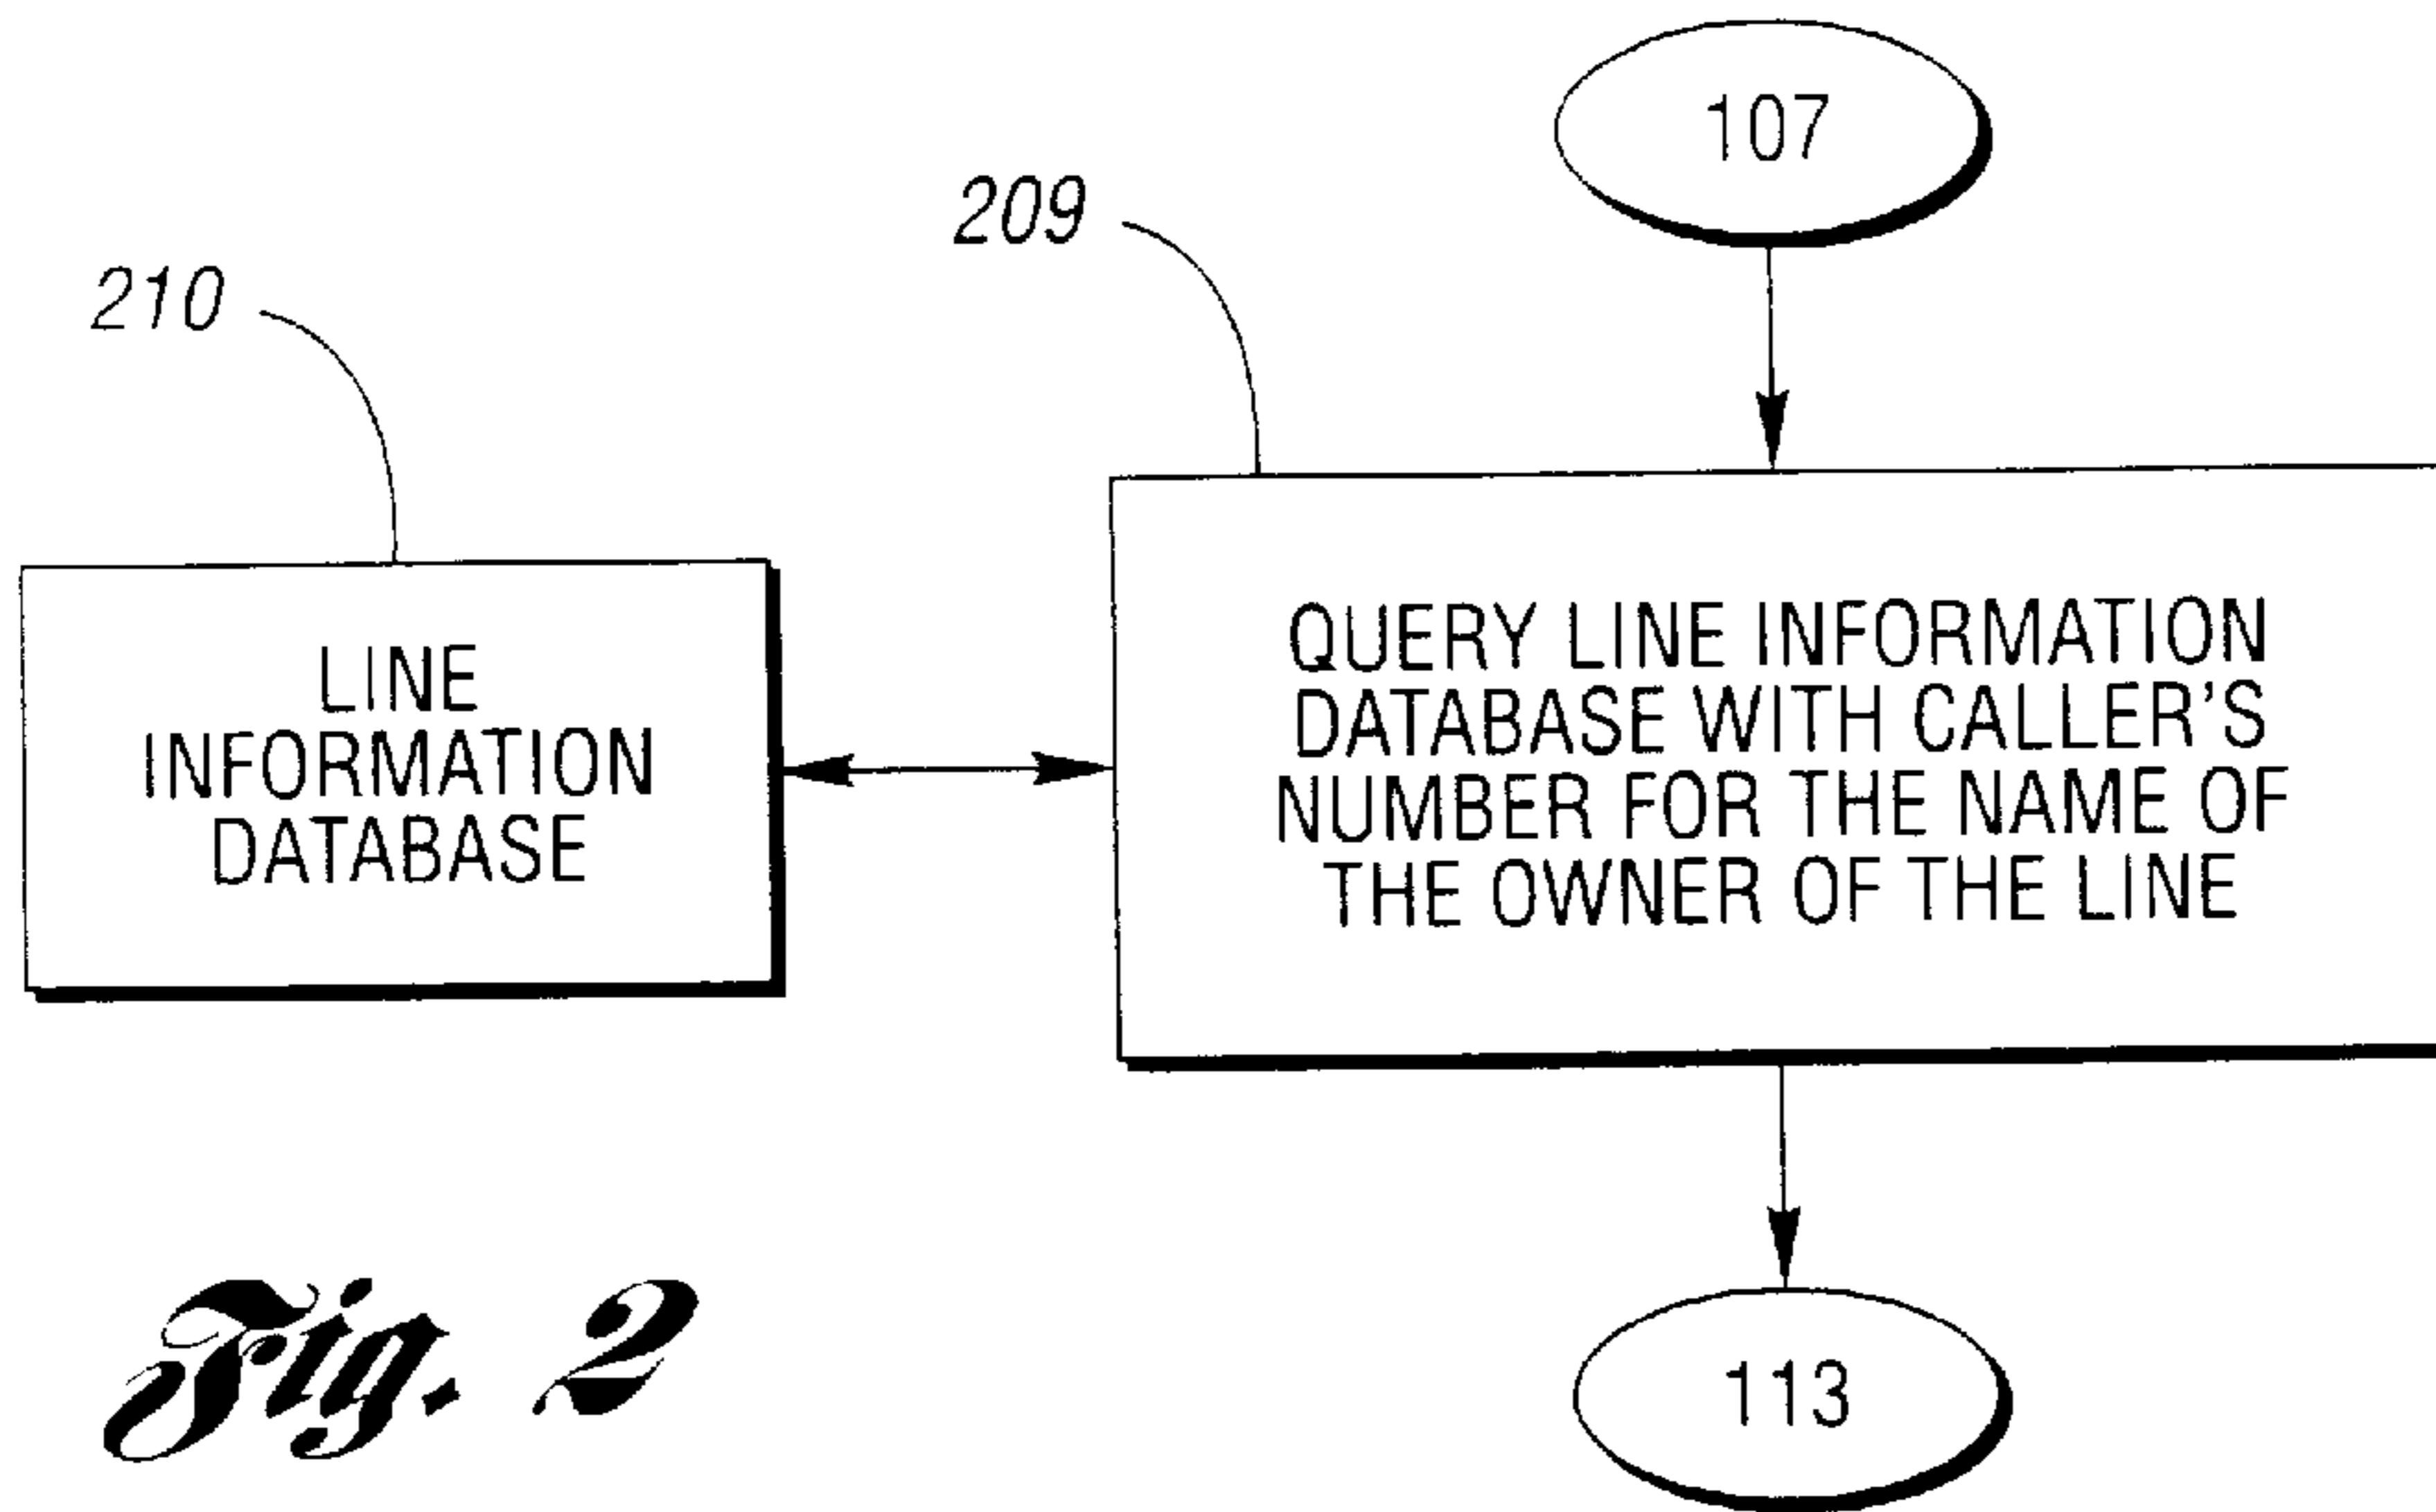 107
209
210
LINE
INFORMATION
DATABASE
QUERY LINE INFORMATION
DATABASE WITH CALLER'S
NUMBER FOR THE NAME OF
THE OWNER OF THE LINE
113
Fig. 2